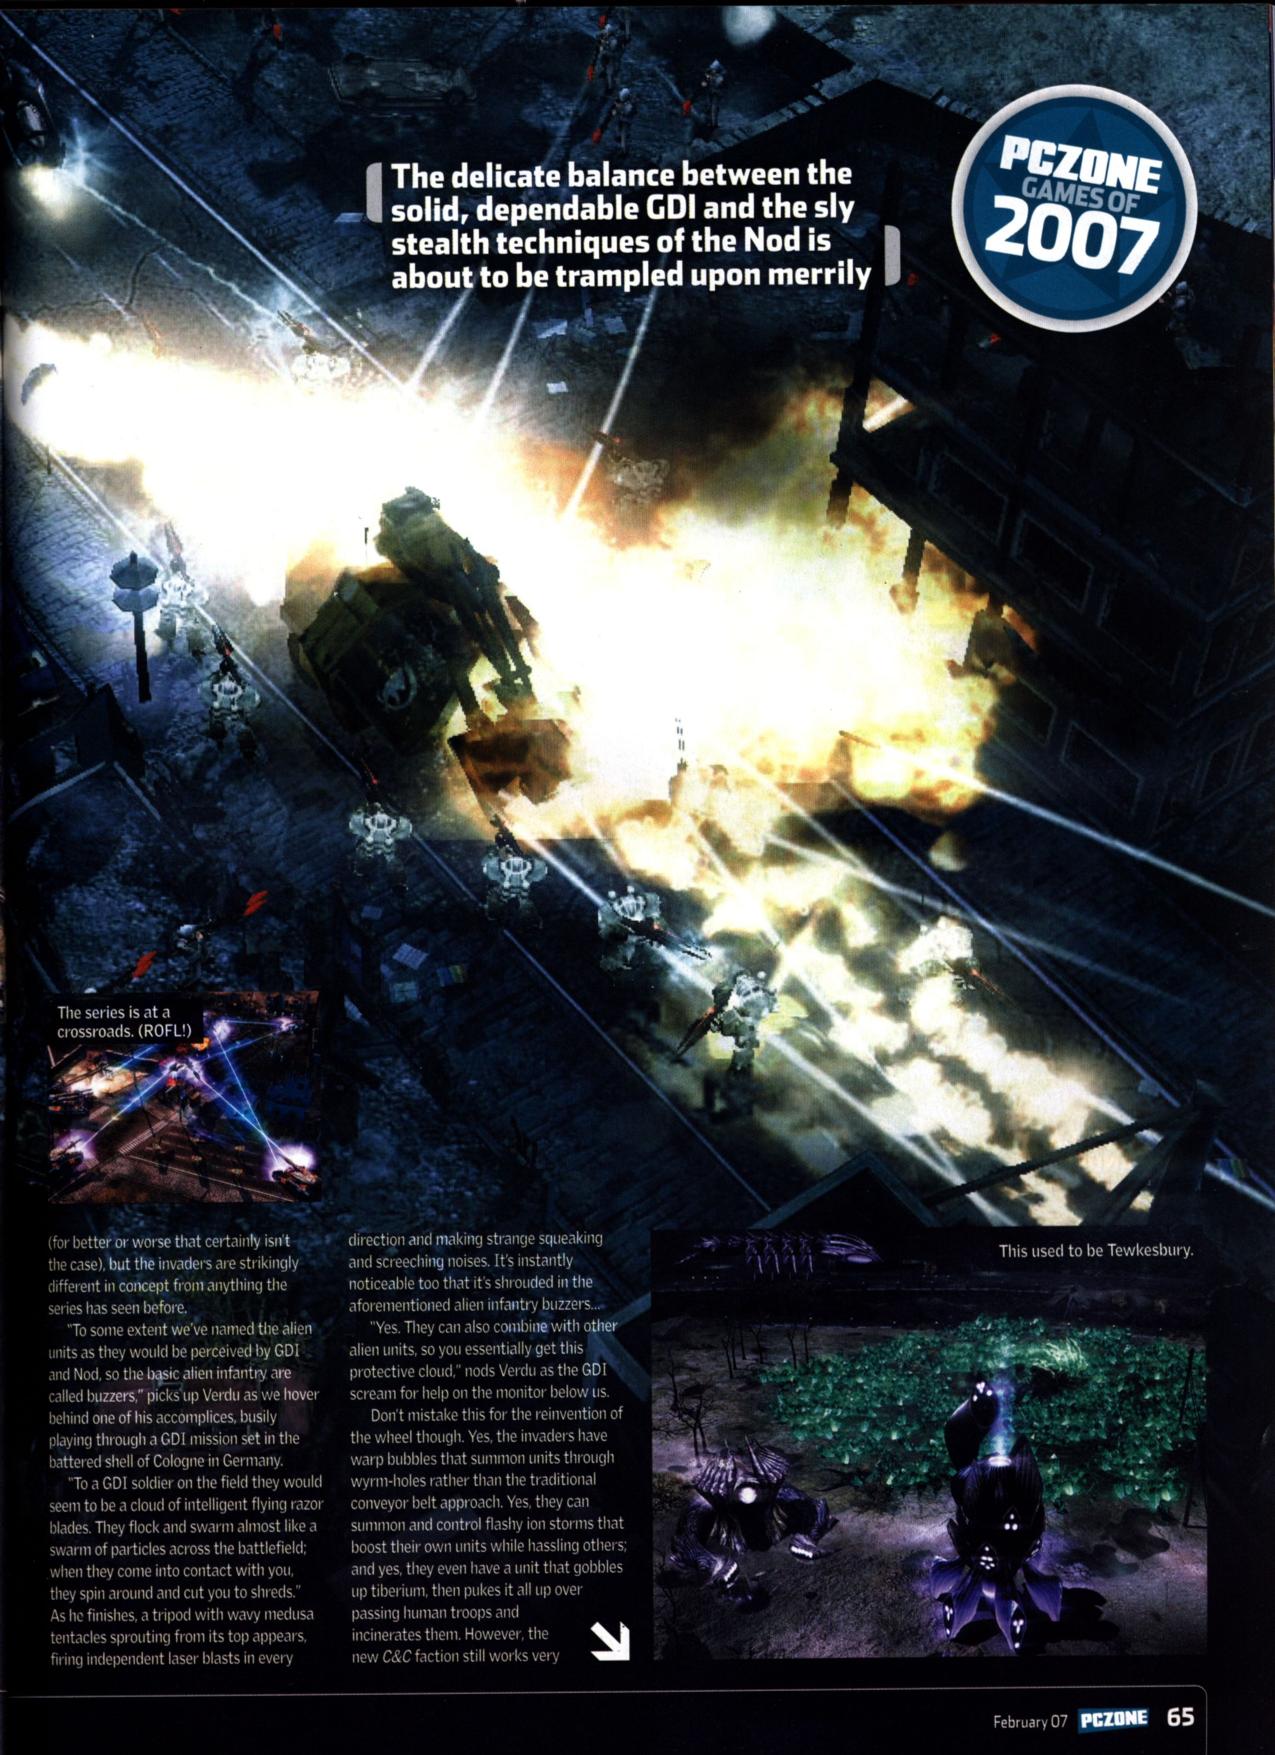 The delicate balance between the
solid, dependable GDI and the sly
stealth techniques of the Nod is
about to be trampled upon merrily
PCZONE
GAMES OF
2007
The series is at a
crossroads. (ROFL!)
(for better or worse that certainly isn't
the case), but the invaders are strikingly
different in concept from anything the
series has seen before.
"To some extent we've named the alien
units as they would be perceived by GDI
and Nod, so the basic alien infantry are
called buzzers," picks up Verdu as we hover
behind one of his accomplices, busily
playing through a GDI mission set in the
battered shell of Cologne in Germany.
"To a GDI soldier on the field they would
seem to be a cloud of intelligent flying razor
blades. They flock and swarm almost like a
swarm of particles across the battlefield;
when they come into contact with you,
they spin around and cut you to shreds."
As he finishes, a tripod with wavy medusa
tentacles sprouting from its top appears,
firing independent laser blasts in every
direction and making strange squeaking
and screeching noises. It's instantly
noticeable too that it's shrouded in the
aforementioned alien infantry buzzers...
"Yes. They can also combine with other
alien units, so you essentially get this
protective cloud," nods Verdu as the GDI
scream for help on the monitor below us.
Don't mistake this for the reinvention of
the wheel though. Yes, the invaders have
warp bubbles that summon units through
wyrm-holes rather than the traditional
conveyor belt approach. Yes, they can
summon and control flashy ion storms that
boost their own units while hassling others;
and yes, they even have a unit that gobbles
up tiberium, then pukes it all up over
passing human troops and
incinerates them. However, the
new C&C faction still works very
This used to be Tewkesbury.
February 07 PCZONE 65